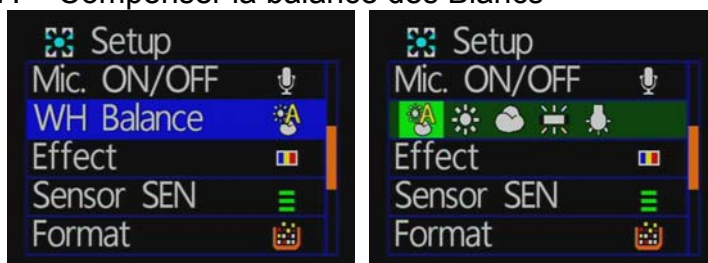 Compenser la balance des Blancs
Setup
Mic. ON/OFF
WH Balance
A
Effect
Sensor SEN
Format
Setup
Mic. ON/OFF
A
Effect
Sensor SEN
Format